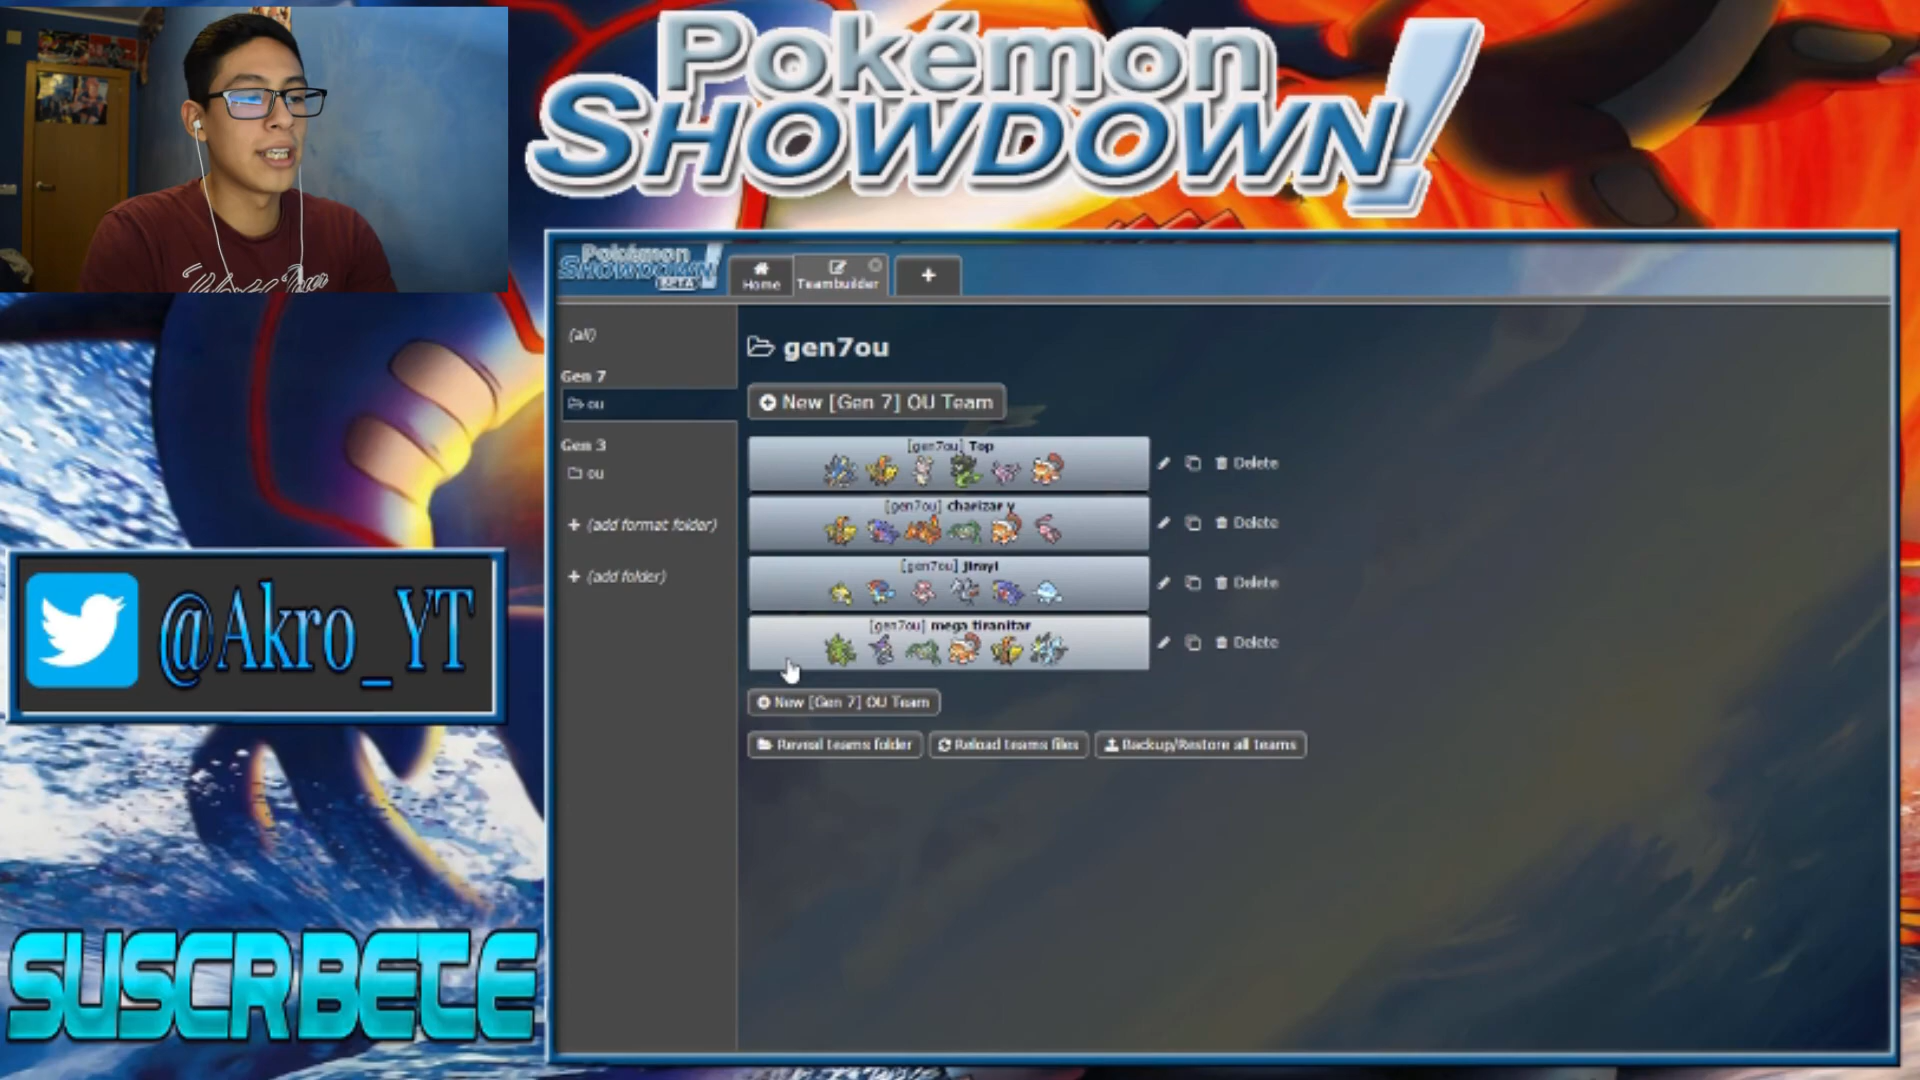 Pokémon
SHOWDOWN!
Pokémon
SHOWDOWN!
BETA
Home
Teambuilder
+
(all)
Gen 7
ou
Gen 3
ou
+ (add format folder)
+ (add folder)
gen7ou
New [Gen 7] OU Team
[gen7ou] Top
Delete
[gen7ou] charizar y
Delete
[gen7ou] jirayi
Delete
[gen7ou] mega tiranitar
Delete
New [Gen 7] OU Team
Reveal teams folder
Reload teams files
Backup/Restore all teams
@Akro_YT
SUSCRBETE